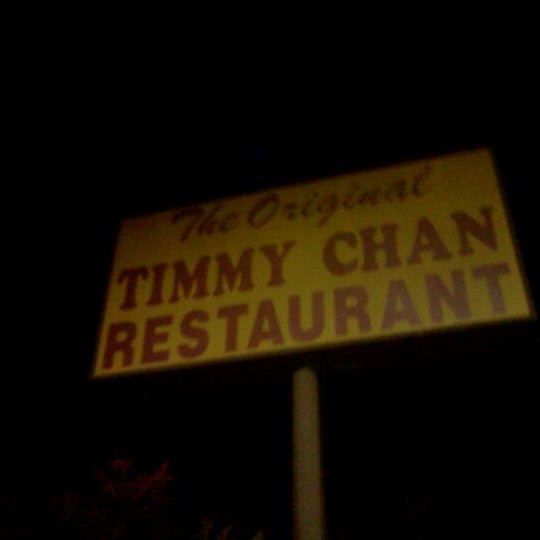 The Original
TIMMY CHAN
RESTAURANT